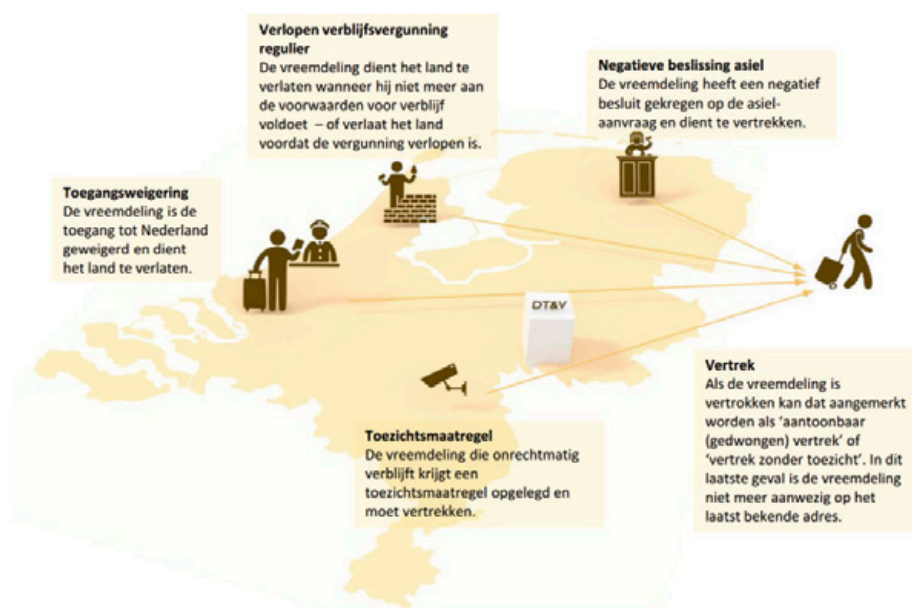 Verlopen verblijfsvergunning
regulier
De vreemdeling dient het land te
verlaten wanneer hij niet meer aan
de voorwaarden voor verblijf
voldoet – of verlaat het land
voordat de vergunning verlopen is.
Negatieve beslissing asiel
De vreemdeling heeft een negatief
besluit gekregen op de asiel-
aanvraag en dient te vertrekken.
Toegangsweigering
De vreemdeling is de
toegang tot Nederland
geweigerd en dient
het land te verlaten.
DT&V
Toezichtsmaatregel
De vreemdeling die onrechtmatig
verblijft krijgt een
toezichtsmaatregel opgelegd en
moet vertrekken.
Vertrek
Als de vreemdeling is
vertrokken kan dat aangemerkt
worden als ‘aantoonbaar
(gedwongen) vertrek’ of
‘vertrek zonder toezicht’. In dit
laatste geval is de vreemdeling
niet meer aanwezig op het
laatst bekende adres.